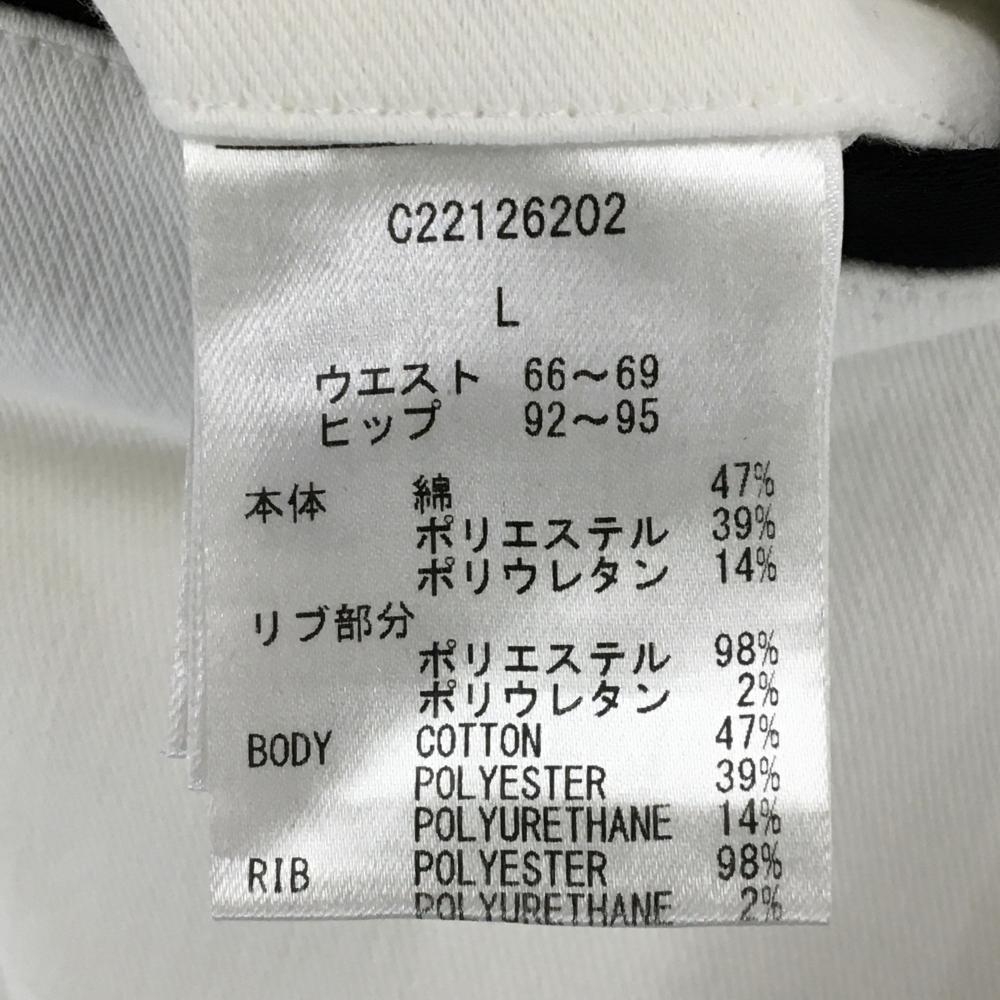 C22126202
L
ウエスト 66～69
ヒップ 92～95
本体 綿 47%
ポリエステル 39%
ポリウレタン 14%
リブ部分
ポリエステル 98%
ポリウレタン 2%
BODY COTTON 47%
POLYESTER 39%
POLYURETHANE 14%
RIB POLYESTER 98%
POLYURETHANE 2%